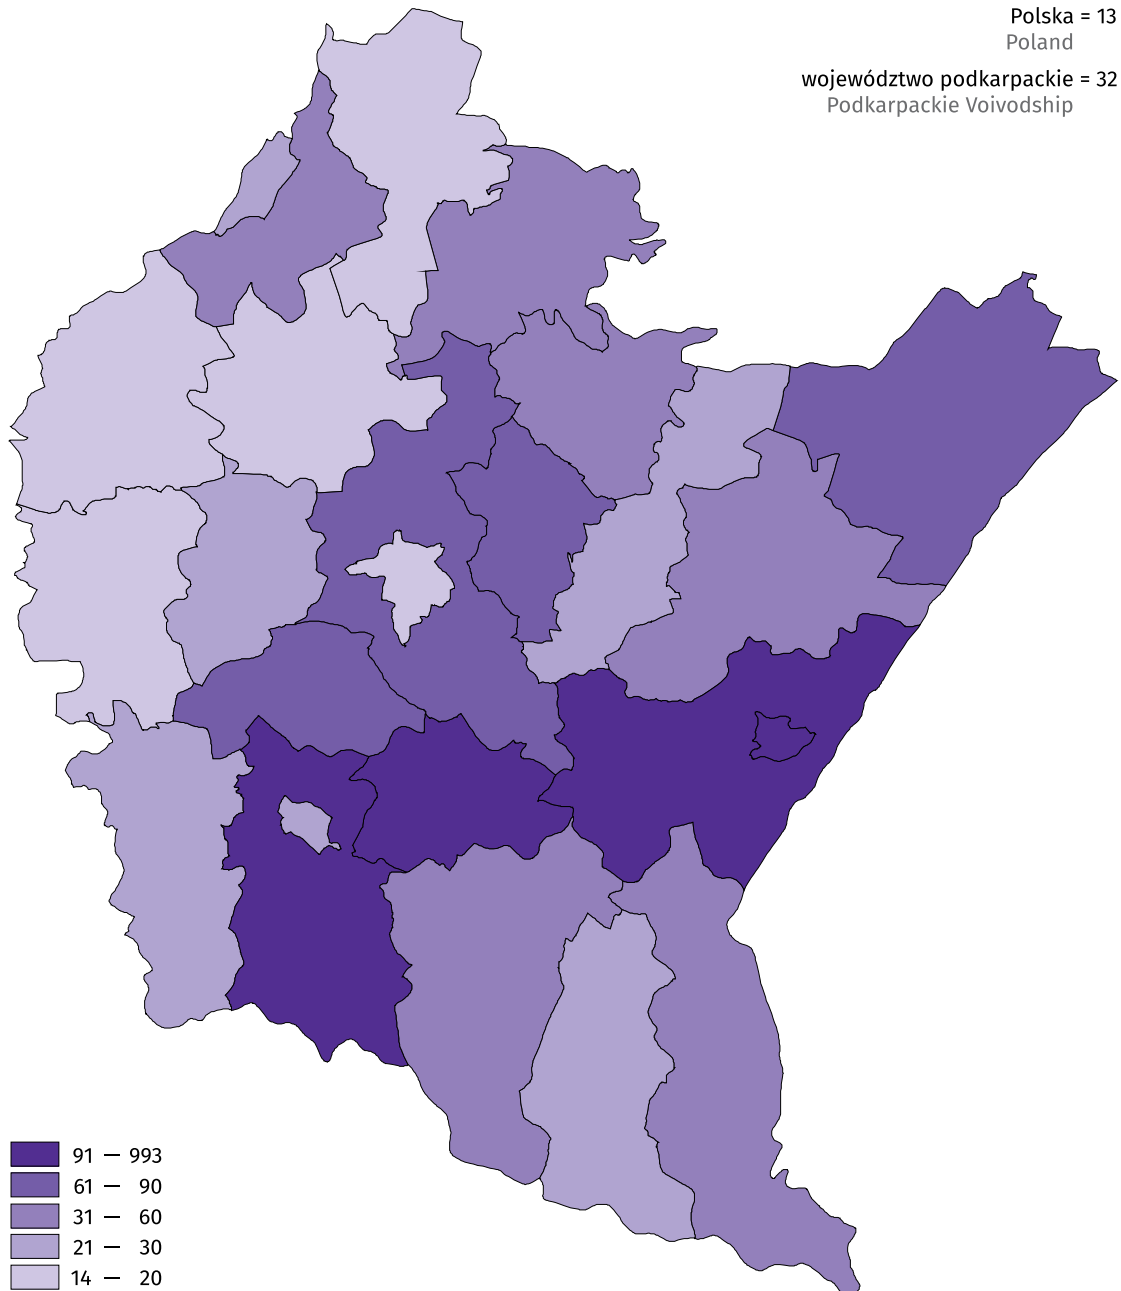 Polska = 13
Poland
województwo podkarpackie = 32
Podkarpackie Voivodship
91 – 993
61 – 90
31 – 60
21 – 30
14 – 20